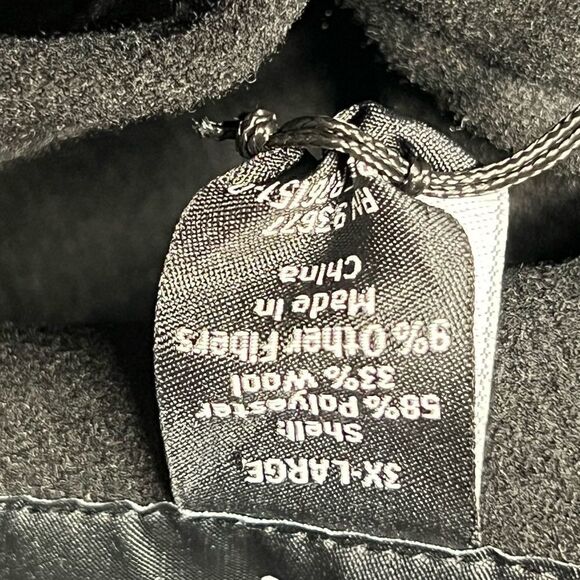 3X-LARGE
Shell:
58% Polyester
33% Wool
9% Other Fibers
Made In
China
RN 93677